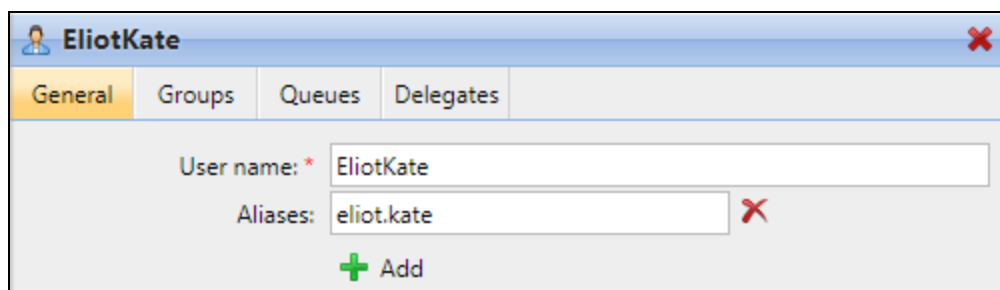 EliotKate
General Groups Queues Delegates
User name: * EliotKate
Aliases: eliot.kate
Add